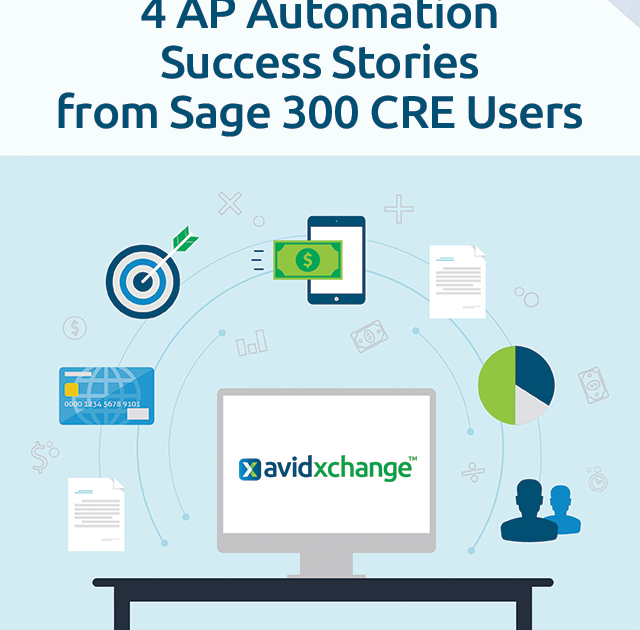 4 AP Automation
Success Stories
from Sage 300 CRE Users
0000 1234 5678 9101
avidxchange™